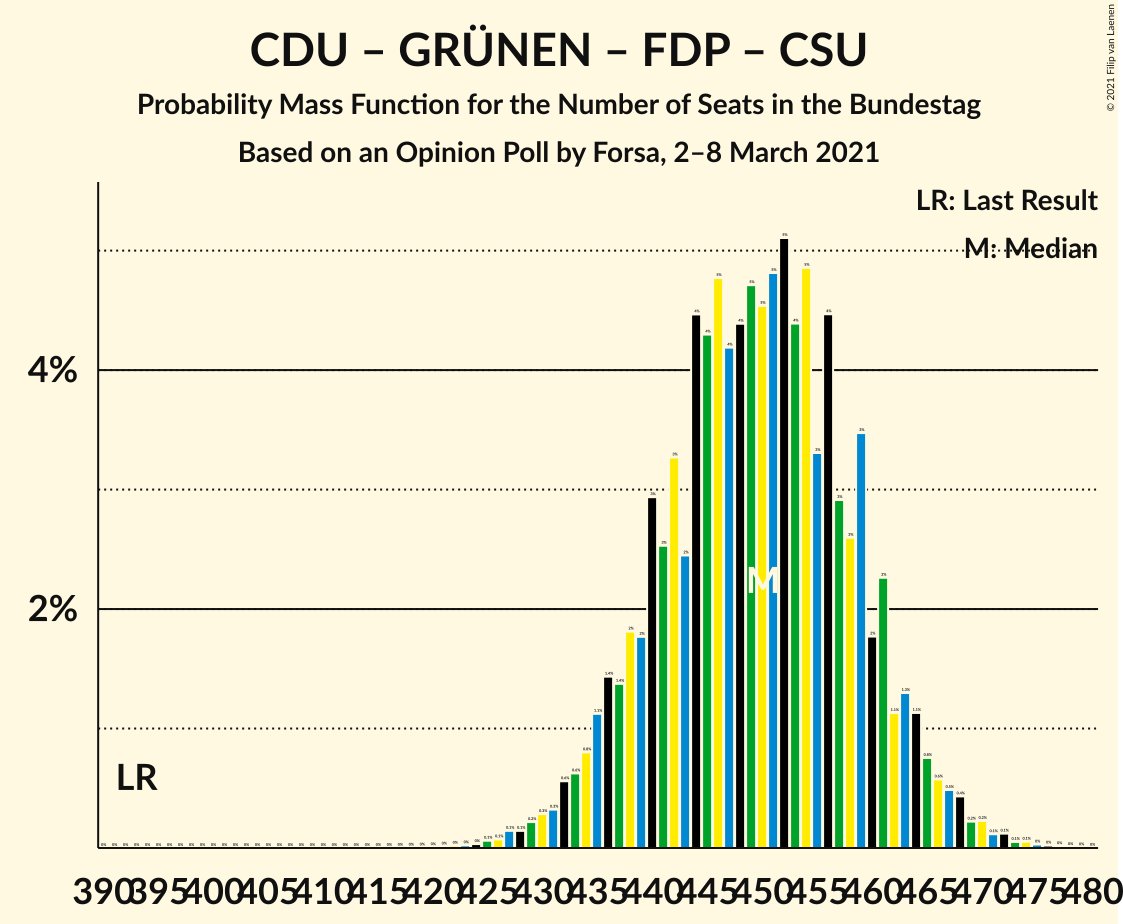 CDU – GRÜNEN – FDP – CSU
Probability Mass Function for the Number of Seats in the Bundestag
Based on an Opinion Poll by Forsa, 2–8 March 2021
© 2021 Filip van Laenen
LR: Last Result
M: Median
4%
2%
LR
M
390 395 400 405 410 415 420 425 430 435 440 445 450 455 460 465 470 475 480